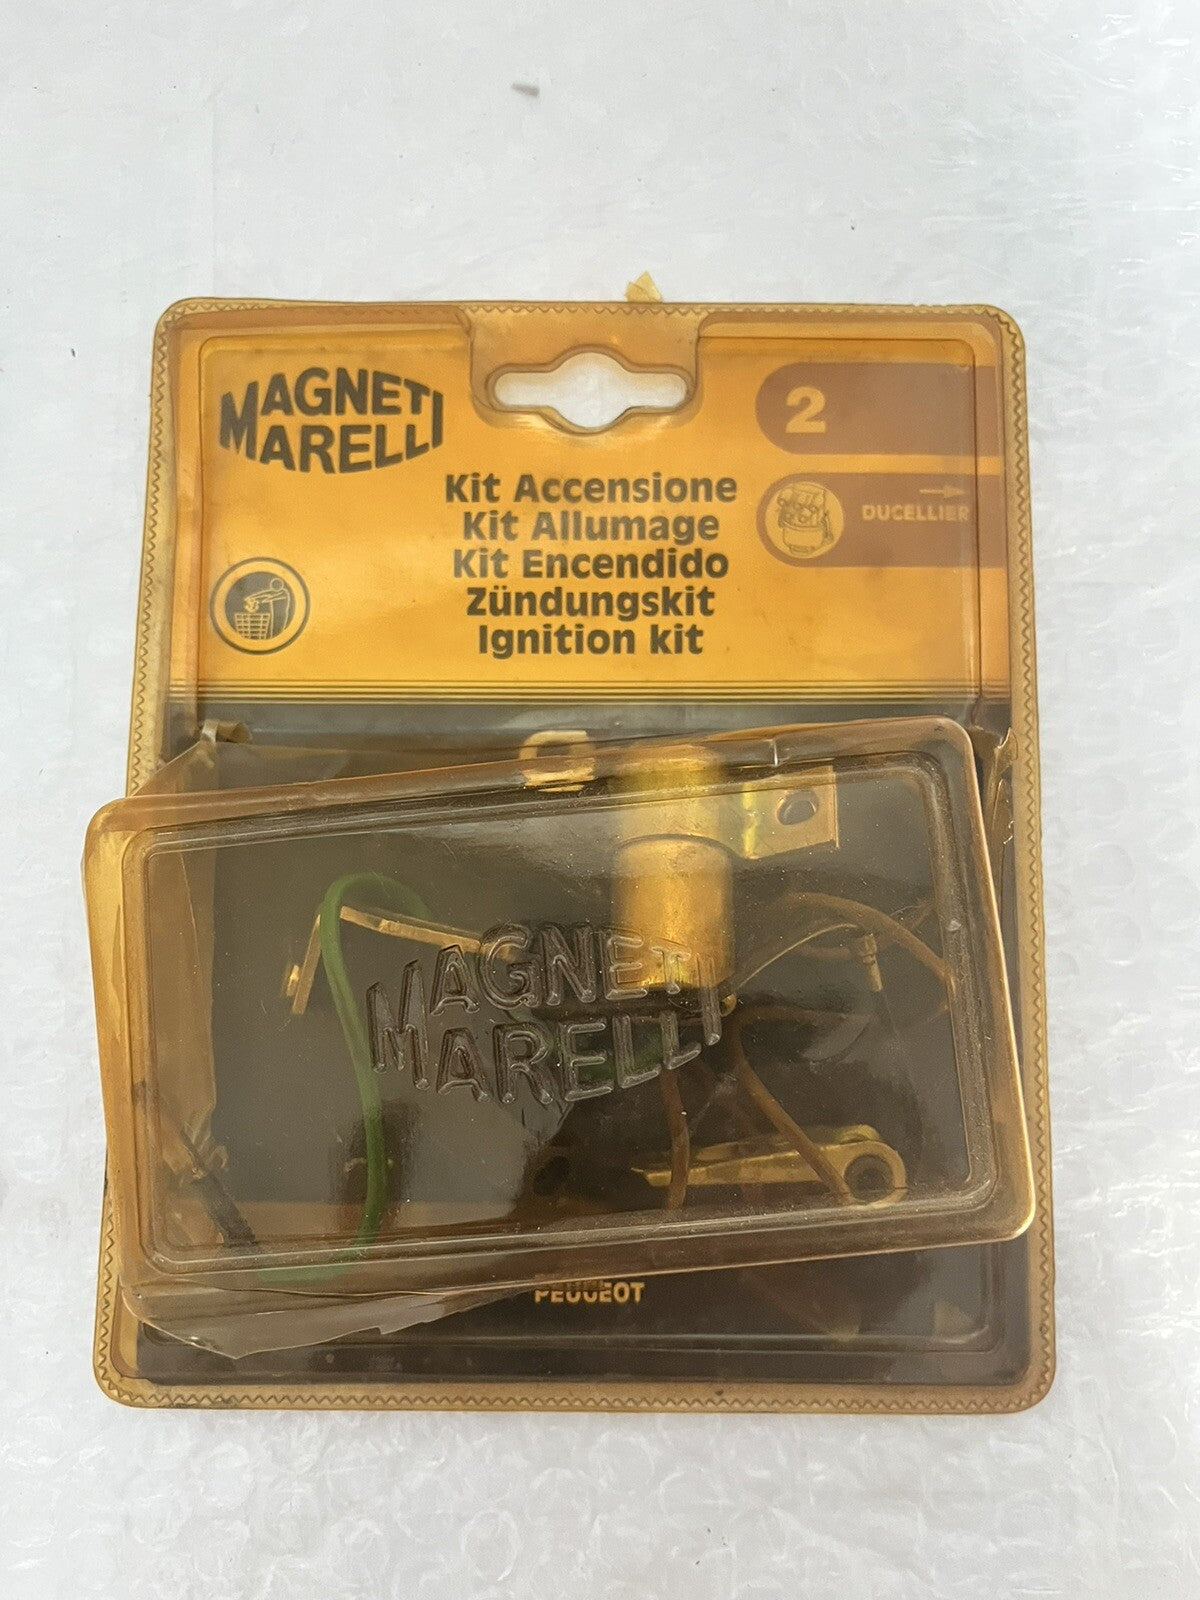 MAGNETI
MARELLI
2
DUCELLIER
Kit Accensione
Kit Allumage
Kit Encendido
Zündungskit
Ignition kit
MAGNETI
MARELLI
PEUGEOT